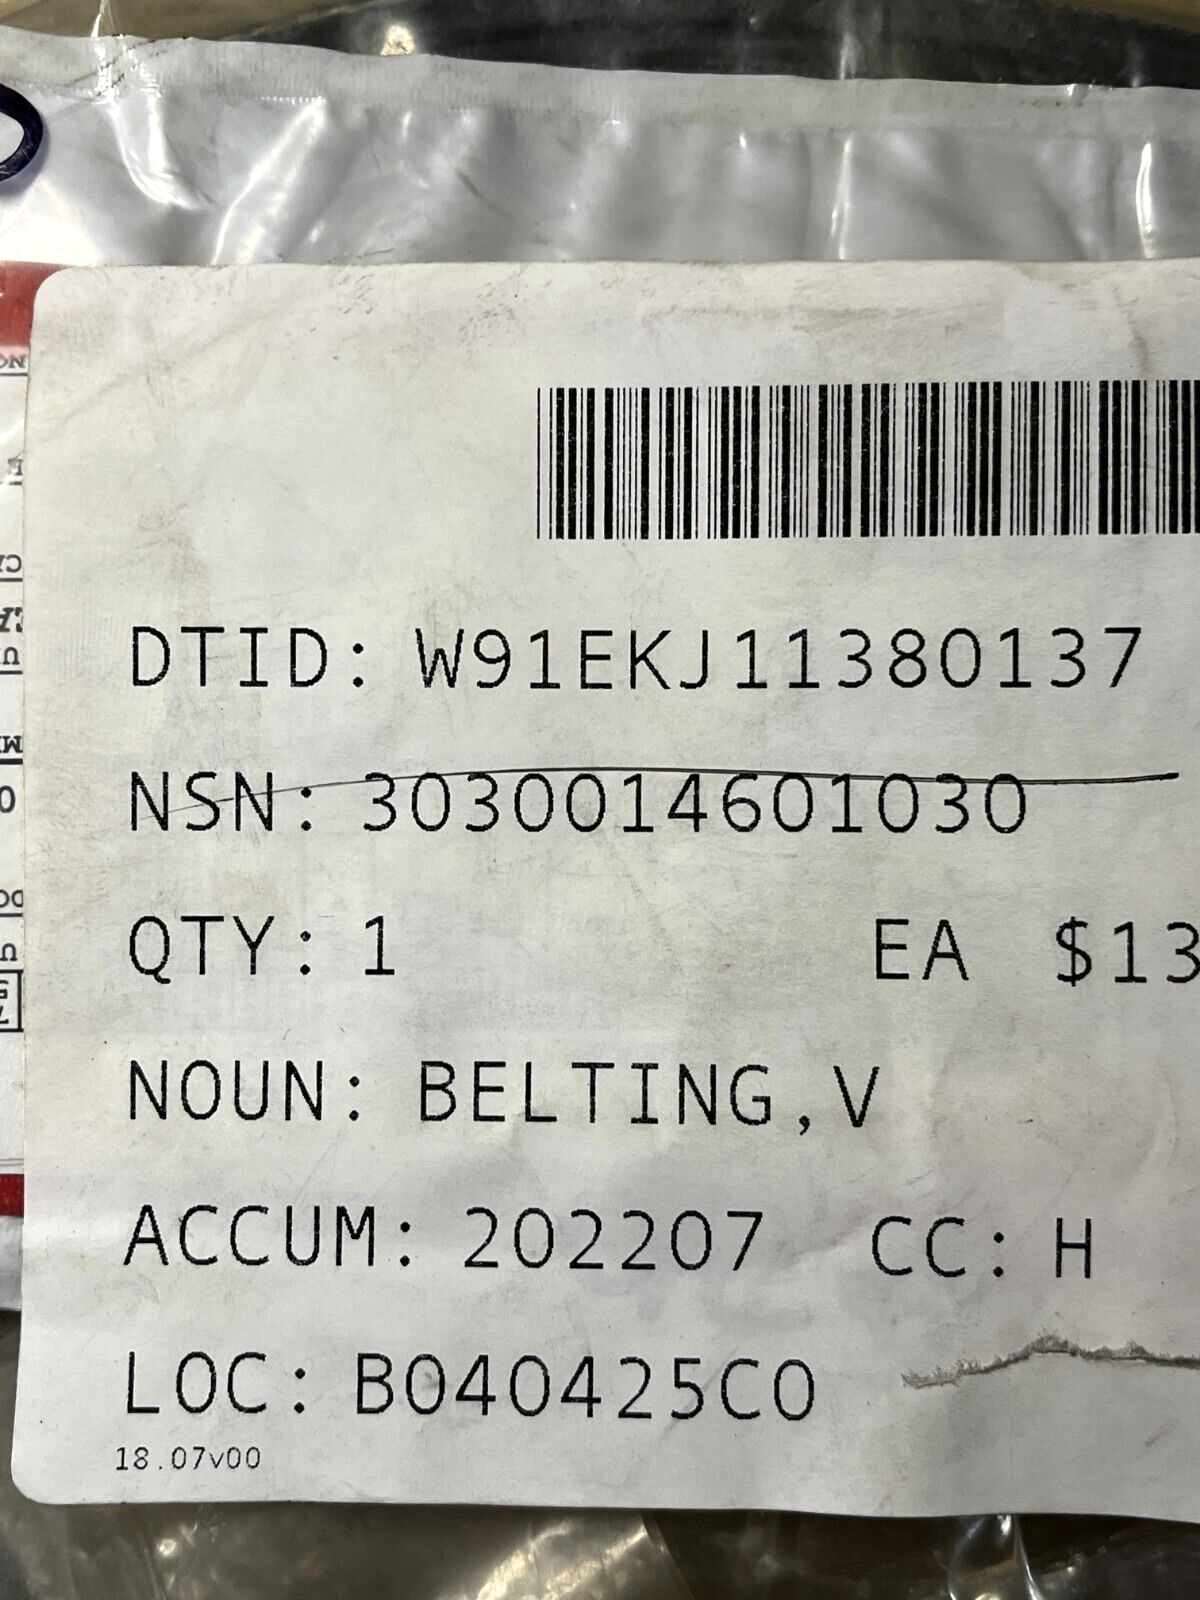 DTID: W91EKJ11380137
NSN: 3030014601030
QTY: 1 EA $13
NOUN: BELTING,V
ACCUM: 202207 CC: H
LOC: B040425C0
18.07v00